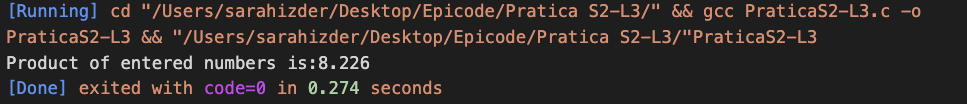 [Running] cd "/Users/sarahizder/Desktop/Epicode/Pratica S2-L3/" && gcc PraticaS2-L3.c -o
PraticaS2-L3 && "/Users/sarahizder/Desktop/Epicode/Pratica S2-L3/"PraticaS2-L3
Product of entered numbers is:8.226
[Done] exited with code=0 in 0.274 seconds